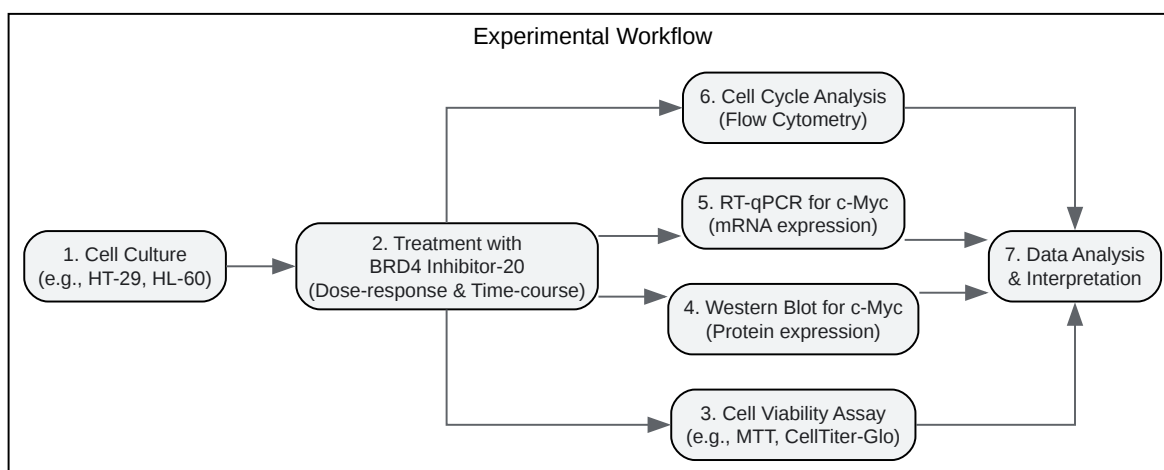 Experimental Workflow
6. Cell Cycle Analysis
(Flow Cytometry)
5. RT-qPCR for c-Myc
(mRNA expression)
1. Cell Culture
(e.g., HT-29, HL-60)
2. Treatment with
BRD4 Inhibitor-20
(Dose-response & Time-course)
7. Data Analysis
& Interpretation
4. Western Blot for c-Myc
(Protein expression)
3. Cell Viability Assay
(e.g., MTT, CellTiter-Glo)